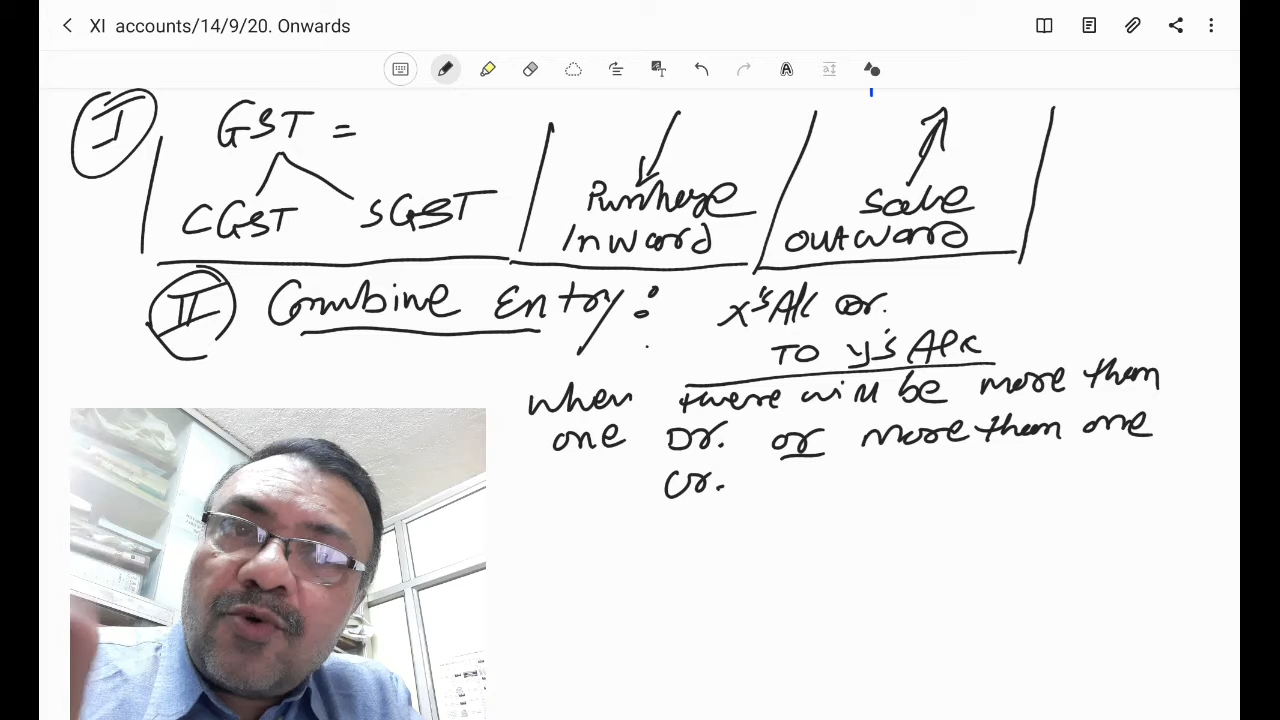 XI accounts/14/9/20. Onwards
I GST =
CGST SGST
Purchase
Inward
Sale
outward
II Combine Entry:
x's A/c Dr.
To y's A/c
when there will be more than
one Dr. or more than one
Cr.